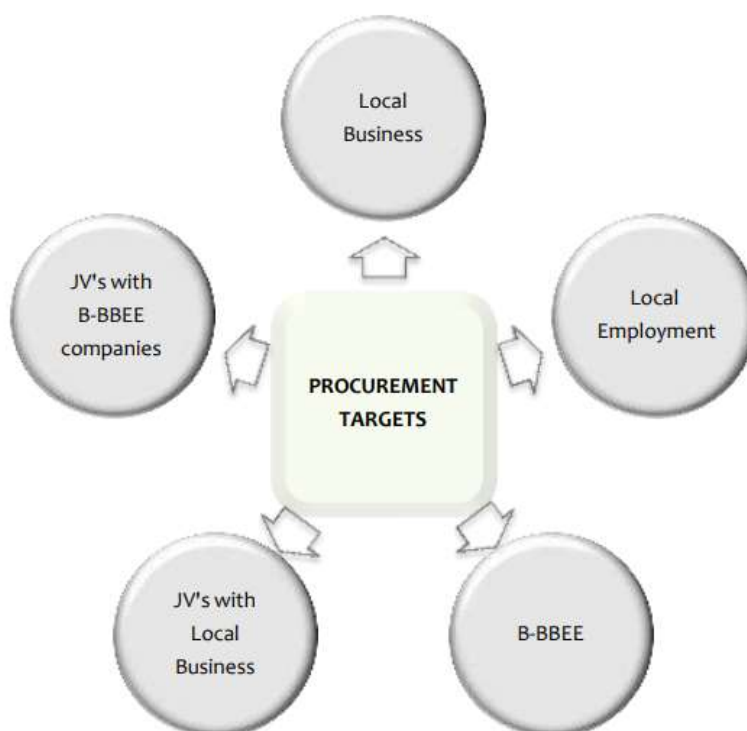 Local
Business
JV's with
B-BBEE
companies
Local
Employment
PROCUREMENT
TARGETS
JV's with
Local
Business
B-BBEE